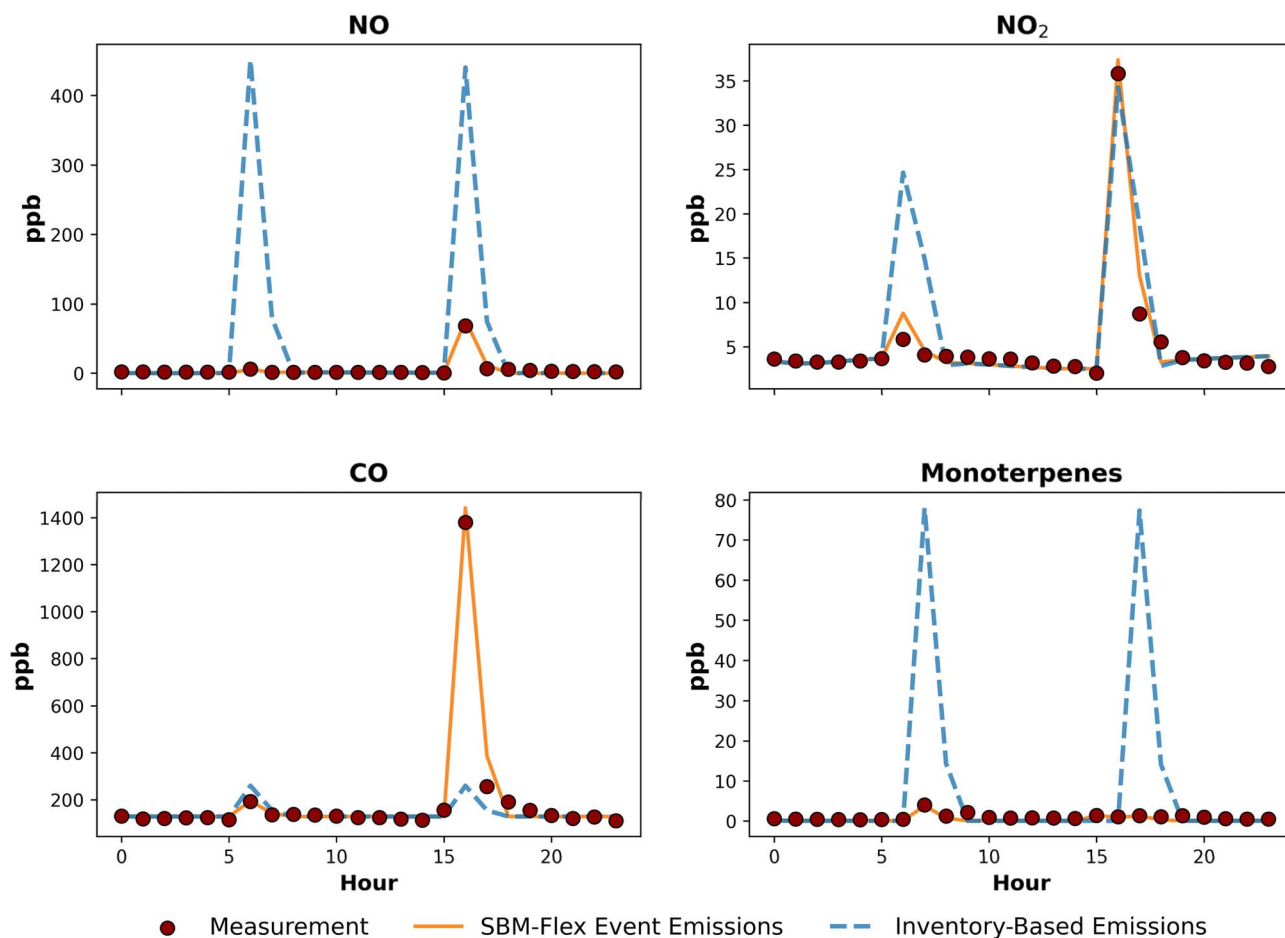 NO
ppb
400
300
200
100
0
NO₂
ppb
35
30
25
20
15
10
5
CO
ppb
1400
1200
1000
800
600
400
200
0 5 10 15 20
Hour
Monoterpenes
ppb
80
70
60
50
40
30
20
10
0
0 5 10 15 20
Hour
Measurement SBM-Flex Event Emissions Inventory-Based Emissions